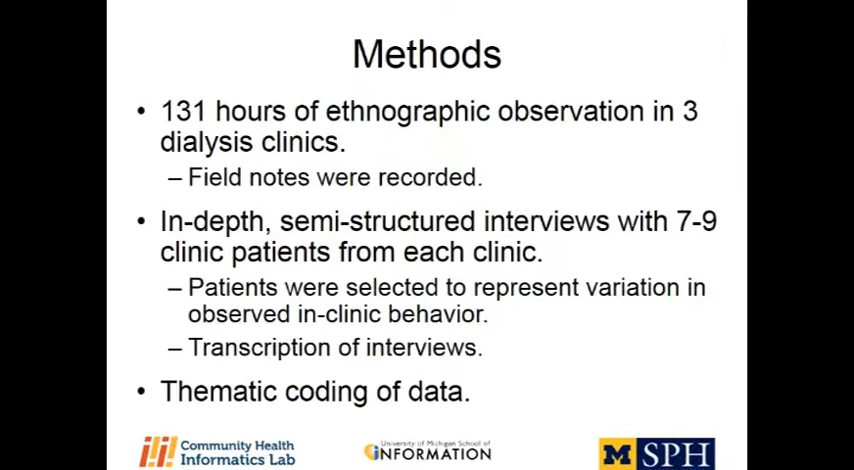 Methods
• 131 hours of ethnographic observation in 3
dialysis clinics.
– Field notes were recorded.
• In-depth, semi-structured interviews with 7-9
clinic patients from each clinic.
– Patients were selected to represent variation in
observed in-clinic behavior.
– Transcription of interviews.
• Thematic coding of data.
Community Health
Informatics Lab
University of Michigan School of
INFORMATION
M SPH